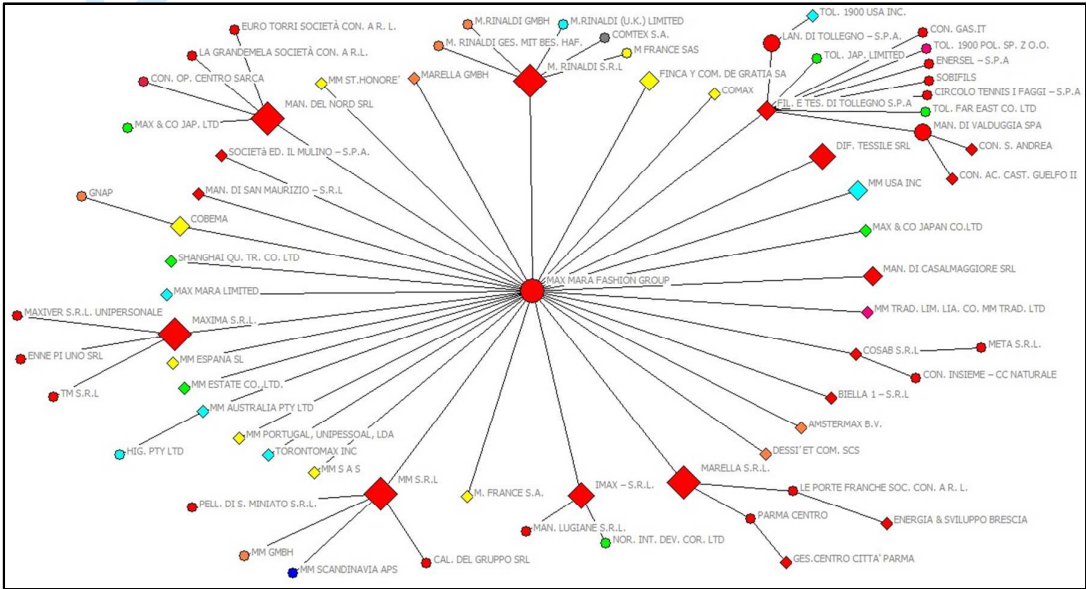 TOL. 1900 USA INC.
EURO TORRI SOCIETÀ CON. A R. L.
M.RINALDI GMBH
M.RINALDI (U.K.) LIMITED
CON. GAS.IT
COMTEX S.A.
LAN. DI TOLLEGNO – S.P.A.
TOL. 1900 POL. SP. Z O.O.
LA GRANDEMELA SOCIETÀ CON. A R.L.
M. RINALDI GES. MIT BES. HAF.
M FRANCE SAS
TOL. JAP. LIMITED
ENERSEL – S.P.A
M. RINALDI S.R.L
CON. OP. CENTRO SARCA
MM ST.HONORE´
MARELLA GMBH
FINCA Y COM. DE GRATIA SA
SOBIFILS
COMAX
CIRCOLO TENNIS I FAGGI – S.P.A
MAN. DEL NORD SRL
FIL. E TES. DI TOLLEGNO S.P.A
TOL. FAR EAST CO. LTD
MAX & CO JAP. LTD
MAN. DI VALDUGGIA SPA
SOCIETà ED. IL MULINO – S.P.A.
DIF. TESSILE SRL
CON. S. ANDREA
CON. AC. CAST. GUELFO II
GNAP
MAN. DI SAN MAURIZIO – S.R.L
MM USA INC
COBEMA
MAX & CO JAPAN CO.LTD
SHANGHAI QU. TR. CO. LTD
MAN. DI CASALMAGGIORE SRL
MAX MARA FASHION GROUP
MAX MARA LIMITED
MAXIVER S.R.L. UNIPERSONALE
MM TRAD. LIM. LIA. CO. MM TRAD. LTD
MAXIMA S.R.L.
META S.R.L.
ENNE PI UNO SRL
MM ESPANA SL
COSAB S.R.L
CON. INSIEME – CC NATURALE
MM ESTATE CO.,LTD.
TM S.R.L
BIELLA 1 – S.R.L
MM AUSTRALIA PTY LTD
AMSTERMAX B.V.
MM PORTUGAL, UNIPESSOAL, LDA
HIG. PTY LTD
TORONTOMAX INC
DESSI´ET COM. SCS
MM S A S
MARELLA S.R.L.
MM S.R.L
M. FRANCE S.A.
IMAX – S.R.L.
LE PORTE FRANCHE SOC. CON. A R. L.
PELL. DI S. MINIATO S.R.L.
PARMA CENTRO
ENERGIA & SVILUPPO BRESCIA
MAN. LUGIANE S.R.L.
NOR. INT. DEV. COR. LTD
MM GMBH
CAL. DEL GRUPPO SRL
GES.CENTRO CITTA' PARMA
MM SCANDINAVIA APS